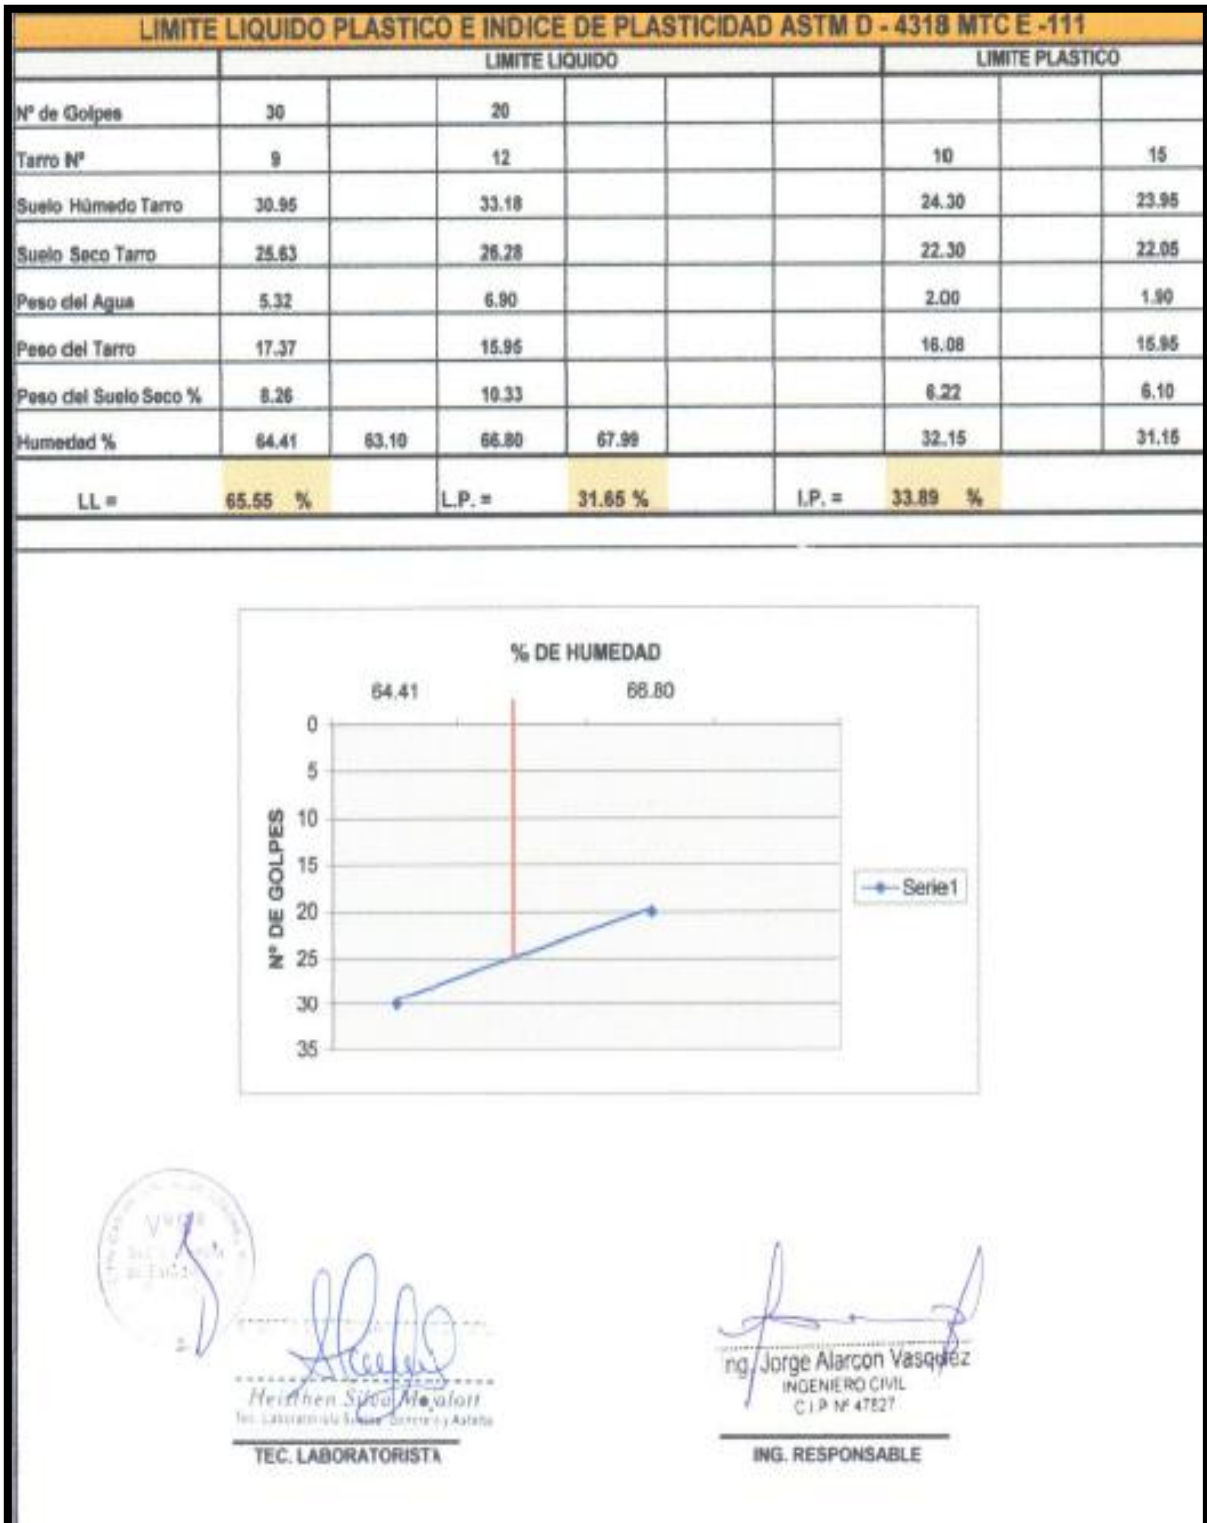 LIMITE LIQUIDO PLASTICO E INDICE DE PLASTICIDAD ASTM D - 4318 MTC E -111
LIMITE LIQUIDO LIMITE PLASTICO
Nº de Golpes 30 20
Tarro Nº 9 12 10 15
Suelo Húmedo Tarro 30.95 33.18 24.30 23.95
Suelo Seco Tarro 25.63 26.28 22.30 22.05
Peso del Agua 5.32 6.90 2.00 1.90
Peso del Tarro 17.37 15.95 16.08 15.95
Peso del Suelo Seco % 8.26 10.33 6.22 6.10
Humedad % 64.41 63.10 66.80 67.99 32.15 31.15
LL = 65.55 % L.P. = 31.65 % I.P. = 33.89 %
% DE HUMEDAD
64.41 66.80
0
5
10
15
20
25
30
35
Nº DE GOLPES
Serie1
Silva
Tec. Laboratorista
TEC. LABORATORISTA
Ing. Jorge Alarcon Vasquez
INGENIERO CIVIL
C.I.P. Nº 47827
ING. RESPONSABLE